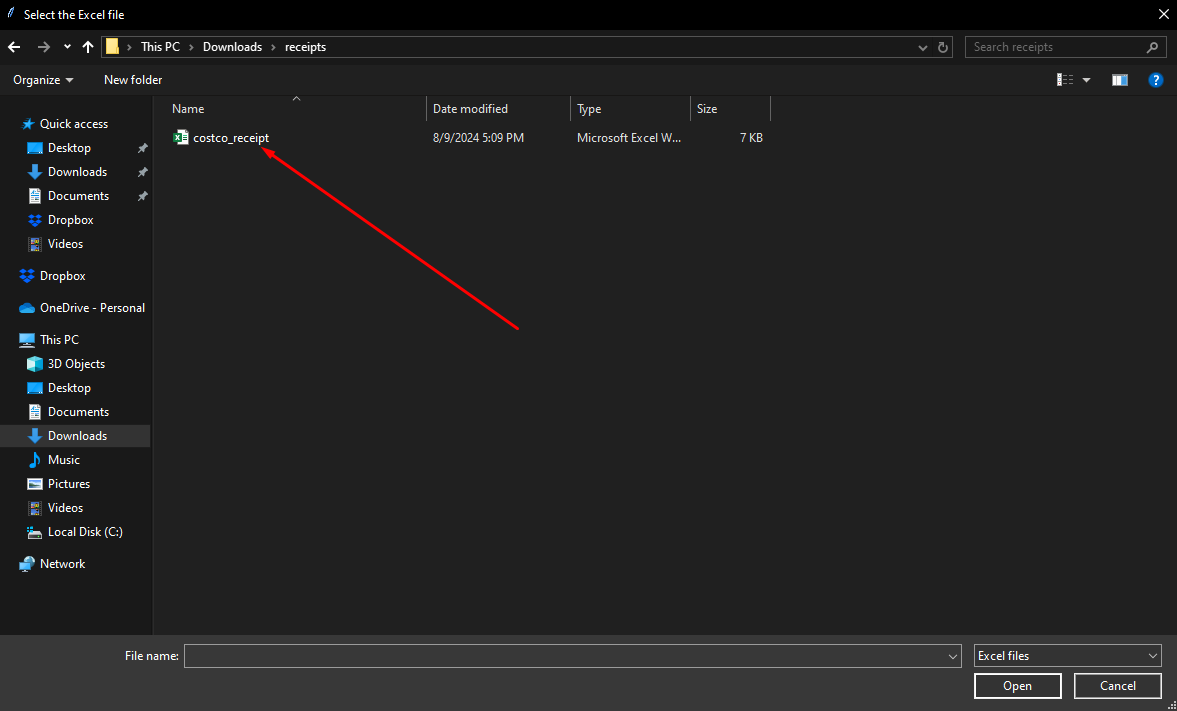 Select the Excel file
This PC > Downloads > receipts
Search receipts
Organize
New folder
?
Name Date modified Type Size
costco_receipt 8/9/2024 5:09 PM Microsoft Excel W... 7 KB
Quick access
Desktop
Downloads
Documents
Dropbox
Videos
Dropbox
OneDrive - Personal
This PC
3D Objects
Desktop
Documents
Downloads
Music
Pictures
Videos
Local Disk (C:)
Network
File name:
Excel files
Open Cancel